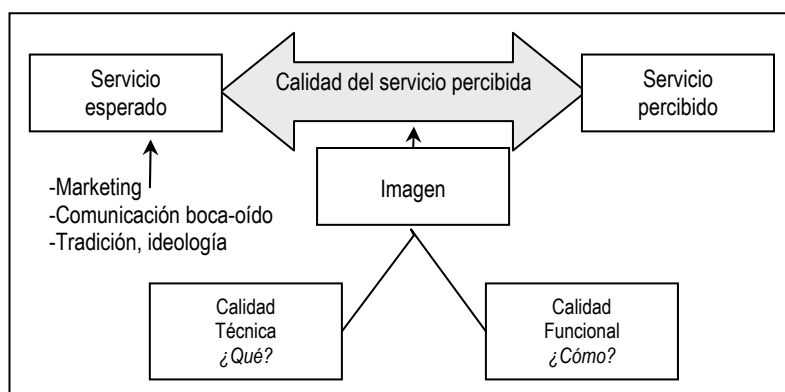 Servicio
esperado
Calidad del servicio percibida
Servicio
percibido
-Marketing
-Comunicación boca-oído
-Tradición, ideología
Imagen
Calidad
Técnica
¿Qué?
Calidad
Funcional
¿Cómo?